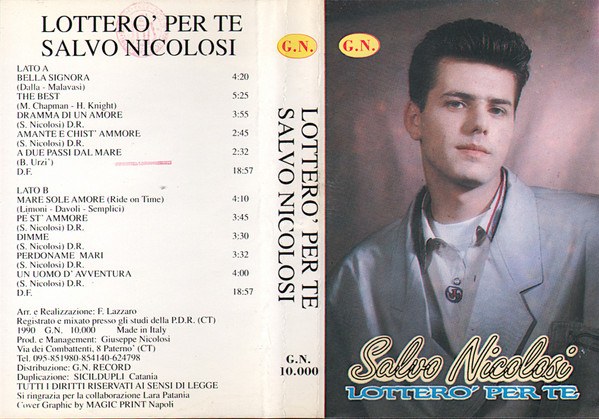 LOTTERO' PER TE
SALVO NICOLOSI
LATO A
BELLA SIGNORA 4:20
(Dalla - Malavasi)
THE BEST 5:25
(M. Chapman - H. Knight)
DRAMMA DI UN AMORE 3:55
(S. Nicolosi) D.R.
AMANTE E CHIST' AMMORE 2:45
(S. Nicolosi) D.R.
A DUE PASSI DAL MARE 2:32
(B. Urzi')
D.F. 18:57
LATO B
MARE SOLE AMORE (Ride on Time) 4:10
(Limoni - Davoli - Semplici)
PE ST' AMMORE 3:45
(S. Nicolosi) D.R.
DIMME 3:30
(S. Nicolosi) D.R.
PERDONAME MARI 3:32
(S. Nicolosi) D.R.
UN UOMO D' AVVENTURA 4:00
(S. Nicolosi) D.R.
D.F. 18:57
Arr. e Realizzazione: F. Lazzaro
Registrato e mixato presso gli studi della P.D.R. (CT)
1990 G.N. 10.000 Made in Italy
Prod. e Management: Giuseppe Nicolosi
Via dei Combattenti, 8 Paterno' (CT)
Tel. 095-851980-854140-624798
Distribuzione: G.N. RECORD
Duplicazione: SICILDUPLI Catania
TUTTI I DIRITTI RISERVATI AI SENSI DI LEGGE
Si ringrazia per la collaborazione Lara Patania
Cover Graphic by MAGIC PRINT Napoli
G.N.
LOTTERO' PER TE
SALVO NICOLOSI
G.N.
10.000
G.N.
Salvo Nicolosi
LOTTERO' PER TE